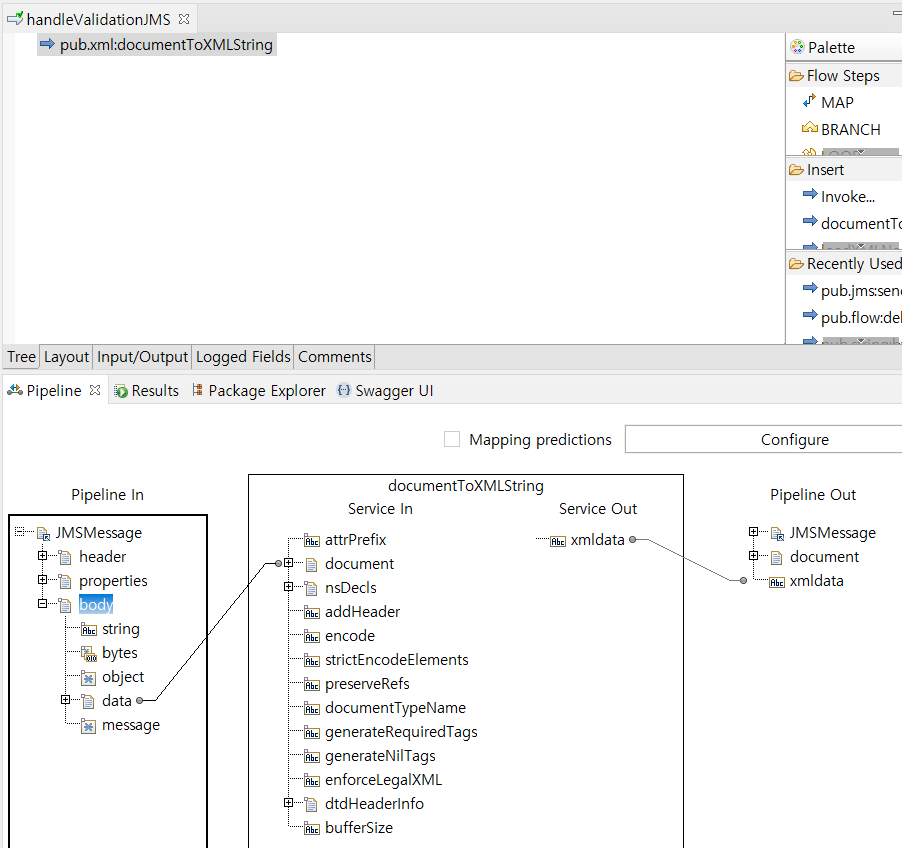 handleValidationJMS
pub.xml:documentToXMLString
Palette
Flow Steps
MAP
BRANCH
Insert
Invoke...
documentTo
Recently Used
pub.jms:sen
pub.flow:de
Tree Layout Input/Output Logged Fields Comments
Pipeline Results Package Explorer Swagger UI
Mapping predictions Configure
Pipeline In
JMSMessage
header
properties
body
string
bytes
object
data
message
documentToXMLString
Service In Service Out
attrPrefix
document
nsDecls
addHeader
encode
strictEncodeElements
preserveRefs
documentTypeName
generateRequiredTags
generateNilTags
enforceLegalXML
dtdHeaderInfo
bufferSize
xmldata
Pipeline Out
JMSMessage
document
xmldata